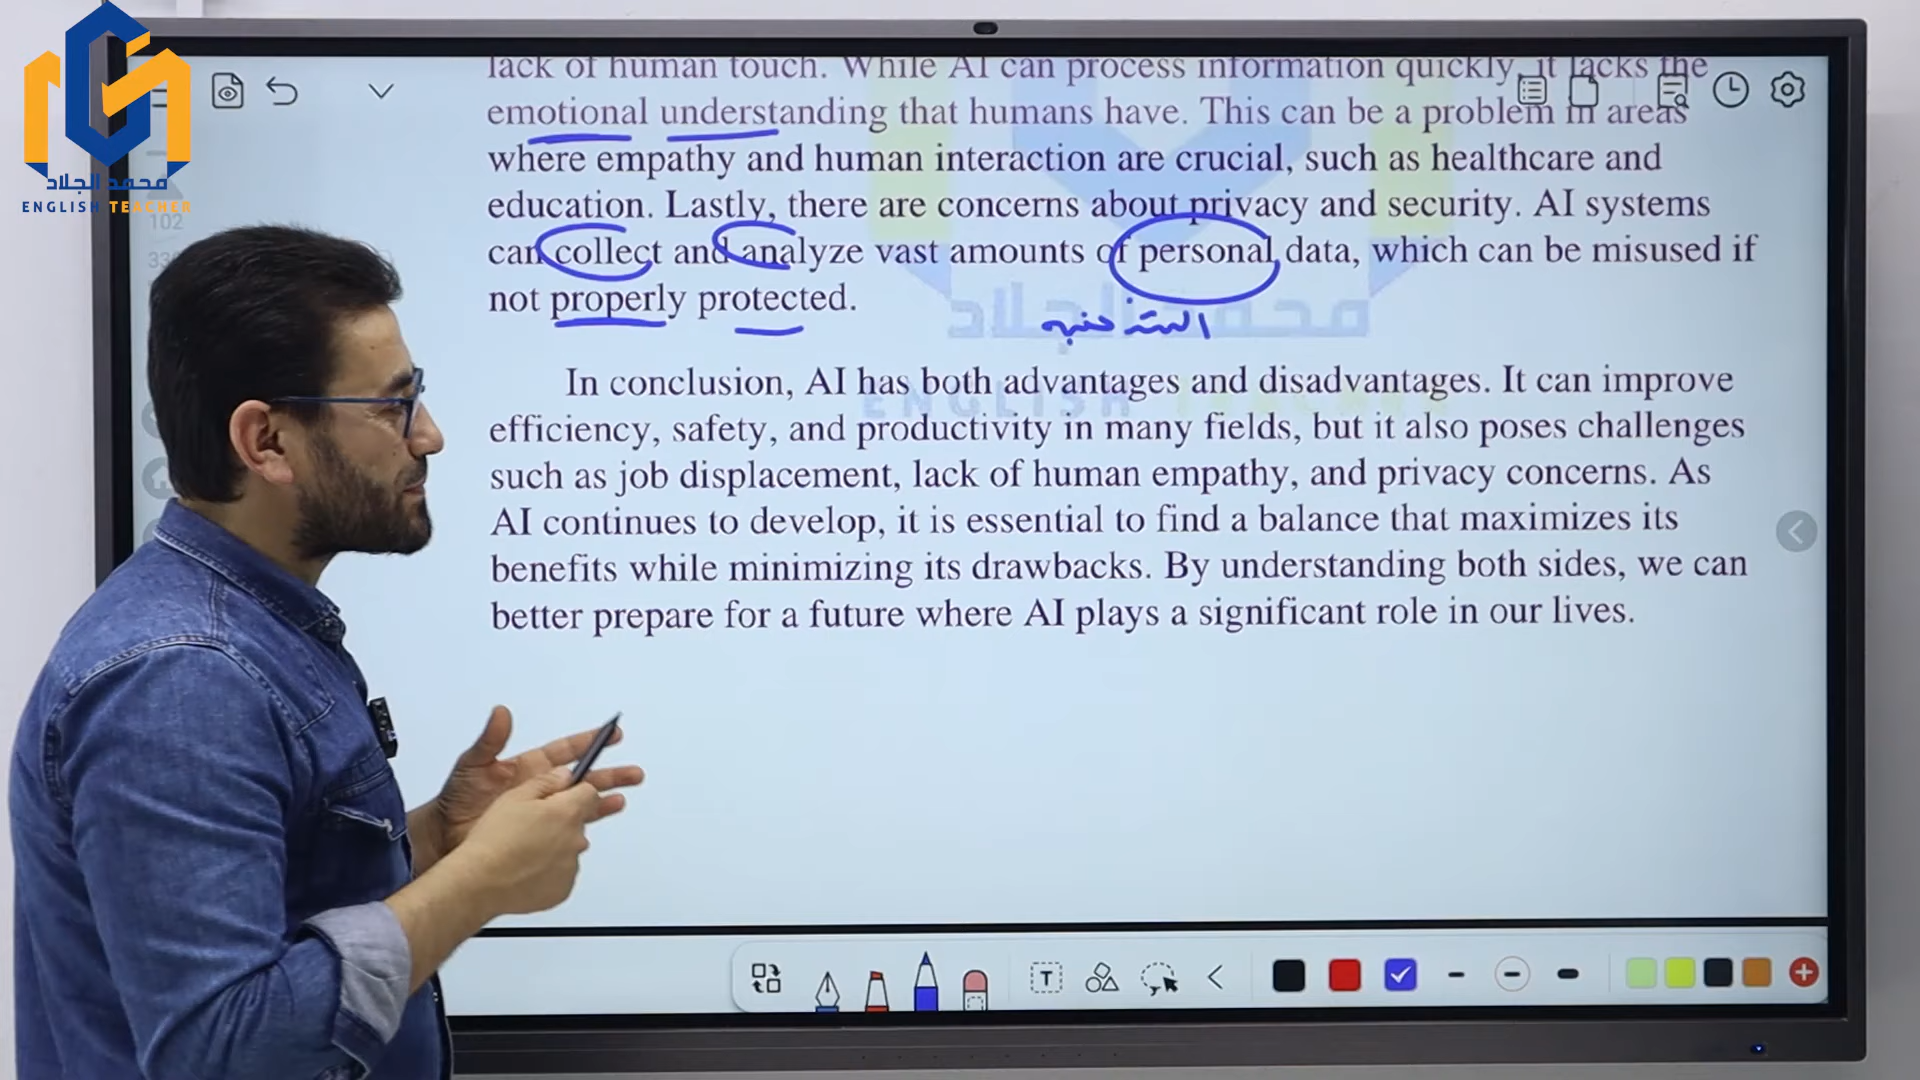 محمد الجلاد
ENGLISH TEACHER
102
lack of human touch. While AI can process information quickly, it lacks the
emotional understanding that humans have. This can be a problem in areas
where empathy and human interaction are crucial, such as healthcare and
education. Lastly, there are concerns about privacy and security. AI systems
can collect and analyze vast amounts of personal data, which can be misused if
not properly protected.
محمد الجلاد
ENGLISH TEACHER
In conclusion, AI has both advantages and disadvantages. It can improve
efficiency, safety, and productivity in many fields, but it also poses challenges
such as job displacement, lack of human empathy, and privacy concerns. As
AI continues to develop, it is essential to find a balance that maximizes its
benefits while minimizing its drawbacks. By understanding both sides, we can
better prepare for a future where AI plays a significant role in our lives.
T